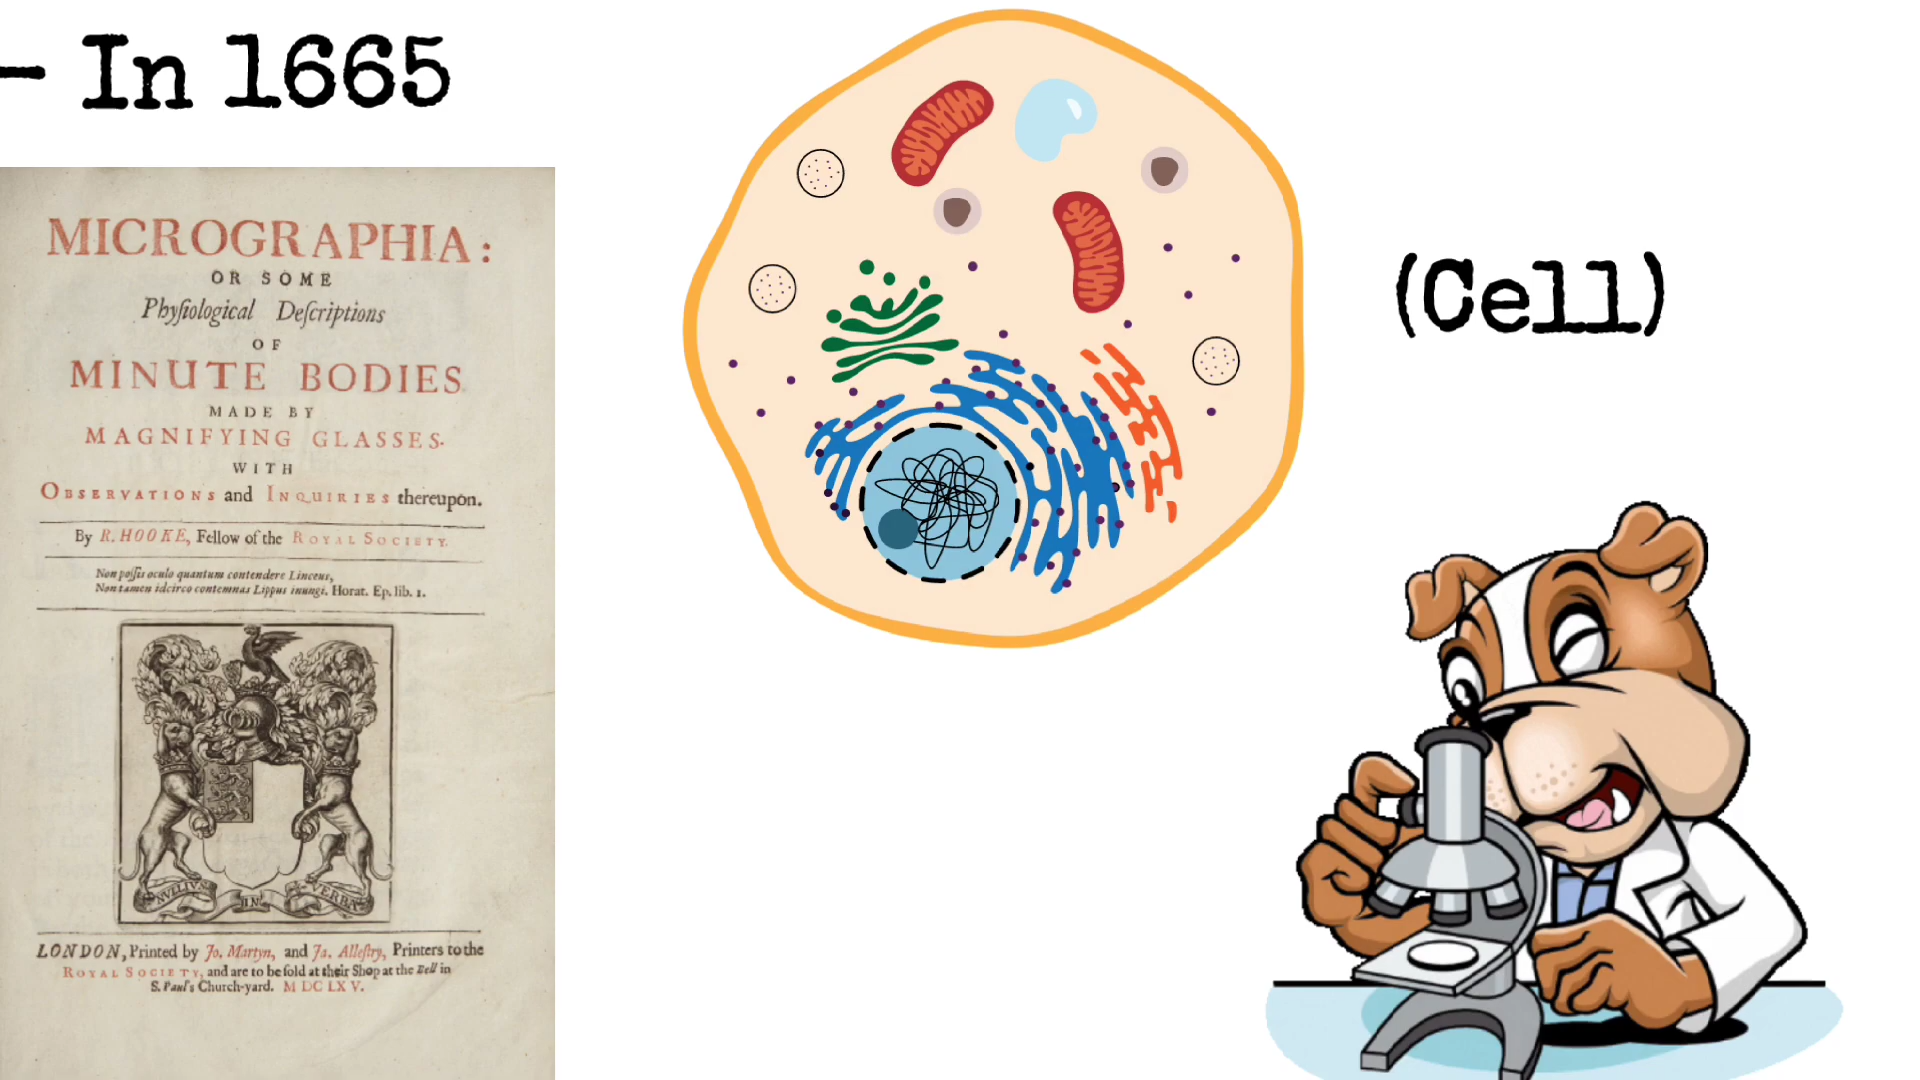 - In 1665
MICROGRAPHIA:
OR SOME
Phyſiological Deſcriptions
OF
MINUTE BODIES
MADE BY
MAGNIFYING GLASSES.
WITH
OBSERVATIONS and INQUIRIES thereupon.
By R. HOOKE, Fellow of the ROYAL SOCIETY.
Non poſſis oculo quantum contendere Linceus,
Non tamen idcirco contemnas Lippus inungi. Horat. Ep. lib. 1.
NULLIUS IN VERBA
LONDON, Printed by Jo. Martyn, and Ja. Alleſtry, Printers to the
ROYAL SOCIETY, and are to be ſold at their Shop at the Bell in
S. Paul's Church-yard. M DC LX V.
(Cell)